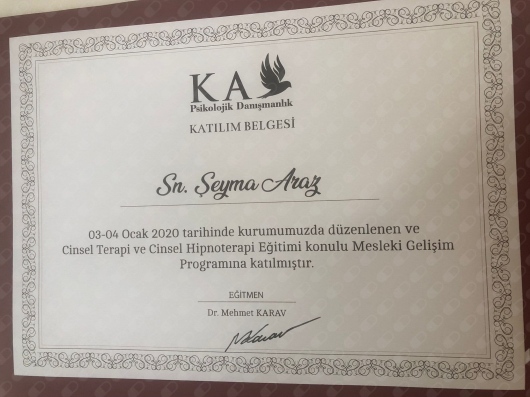 KA
Psikolojik Danışmanlık
KATILIM BELGESİ
Sn. Şeyma Araz
03-04 Ocak 2020 tarihinde kurumumuzda düzenlenen ve
Cinsel Terapi ve Cinsel Hipnoterapi Eğitimi konulu Mesleki Gelişim
Programına katılmıştır.
EĞİTMEN
Dr. Mehmet KARAV